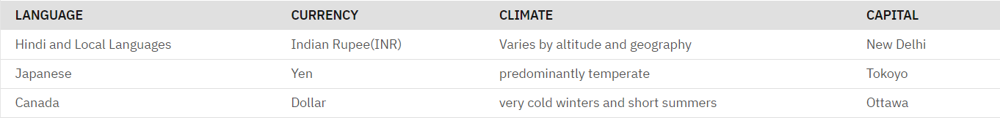 LANGUAGE CURRENCY CLIMATE CAPITAL
Hindi and Local Languages Indian Rupee(INR) Varies by altitude and geography New Delhi
Japanese Yen predominantly temperate Tokoyo
Canada Dollar very cold winters and short summers Ottawa